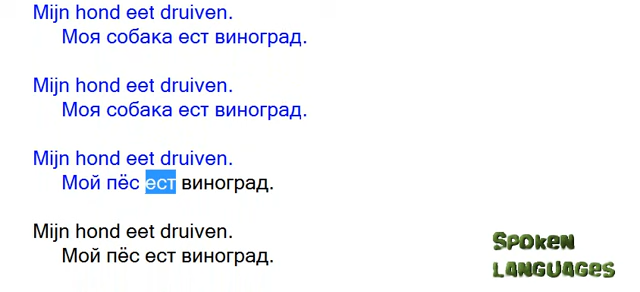 Mijn hond eet druiven.
Моя собака ест виноград.
Mijn hond eet druiven.
Моя собака ест виноград.
Mijn hond eet druiven.
Мой пёс ест виноград.
Mijn hond eet druiven.
Мой пёс ест виноград.
Spoken
Languages